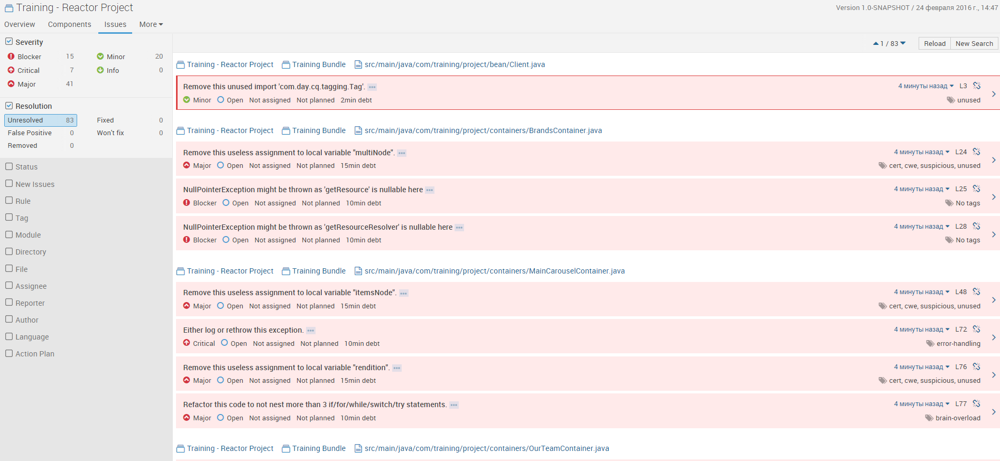 Training - Reactor Project
Version 1.0-SNAPSHOT / 24 февраля 2016 г., 14:47
Overview Components Issues More
Severity
Blocker 15 Minor 20
Critical 7 Info 0
Major 41
Resolution
Unresolved 83 Fixed 0
False Positive 0 Won't fix 0
Removed 0
Status
New Issues
Rule
Tag
Module
Directory
File
Assignee
Reporter
Author
Language
Action Plan
1 / 83 Reload New Search
Training - Reactor Project Training Bundle src/main/java/com/training/project/bean/Client.java
Remove this unused import 'com.day.cq.tagging.Tag'. 4 минуты назад L3
Minor Open Not assigned Not planned 2min debt unused
Training - Reactor Project Training Bundle src/main/java/com/training/project/containers/BrandsContainer.java
Remove this useless assignment to local variable "multiNode". 4 минуты назад L24
Major Open Not assigned Not planned 15min debt cert, cwe, suspicious, unused
NullPointerException might be thrown as 'getResource' is nullable here 4 минуты назад L25
Blocker Open Not assigned Not planned 10min debt No tags
NullPointerException might be thrown as 'getResourceResolver' is nullable here 4 минуты назад L28
Blocker Open Not assigned Not planned 10min debt No tags
Training - Reactor Project Training Bundle src/main/java/com/training/project/containers/MainCarouselContainer.java
Remove this useless assignment to local variable "itemsNode". 4 минуты назад L48
Major Open Not assigned Not planned 15min debt cert, cwe, suspicious, unused
Either log or rethrow this exception. 4 минуты назад L72
Critical Open Not assigned Not planned 10min debt error-handling
Remove this useless assignment to local variable "rendition". 4 минуты назад L76
Major Open Not assigned Not planned 15min debt cert, cwe, suspicious, unused
Refactor this code to not nest more than 3 if/for/while/switch/try statements. 4 минуты назад L77
Major Open Not assigned Not planned 10min debt brain-overload
Training - Reactor Project Training Bundle src/main/java/com/training/project/containers/OurTeamContainer.java